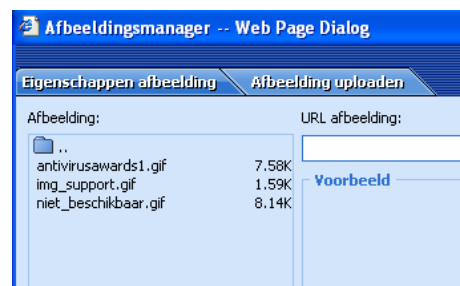 Afbeeldingsmanager -- Web Page Dialog
Eigenschappen afbeelding Afbeelding uploaden
Afbeelding: URL afbeelding:
..
antivirusawards1.gif 7.58K
img_support.gif 1.59K
niet_beschikbaar.gif 8.14K
Voorbeeld